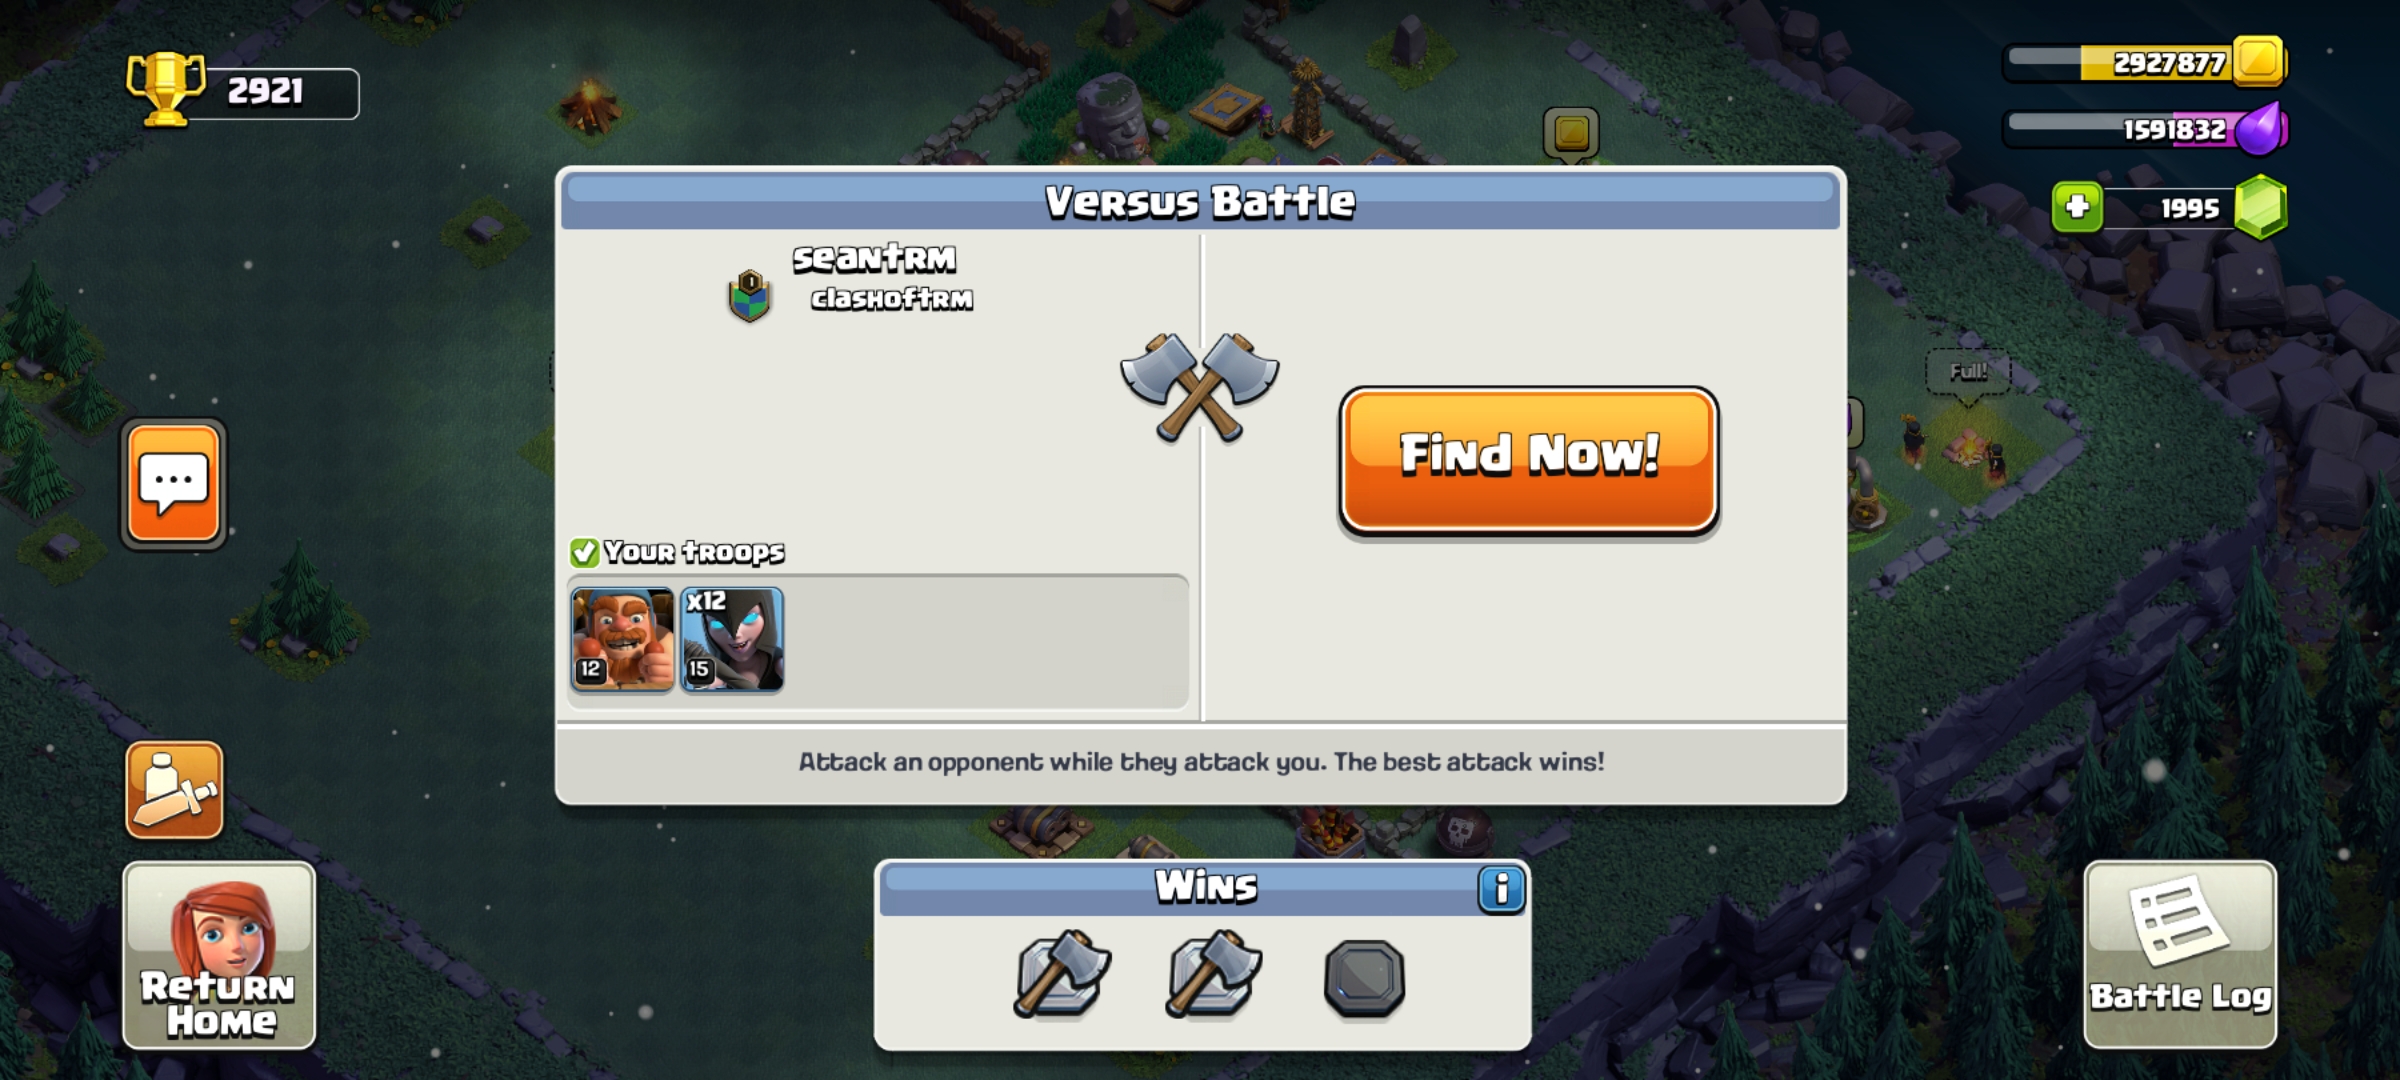 2921
2927877
1591832
1995
Versus Battle
seantrm
1
clashoftrm
Full!
Find Now!
Your troops
12
x12
15
Attack an opponent while they attack you. The best attack wins!
Wins
i
Return
Home
Battle Log